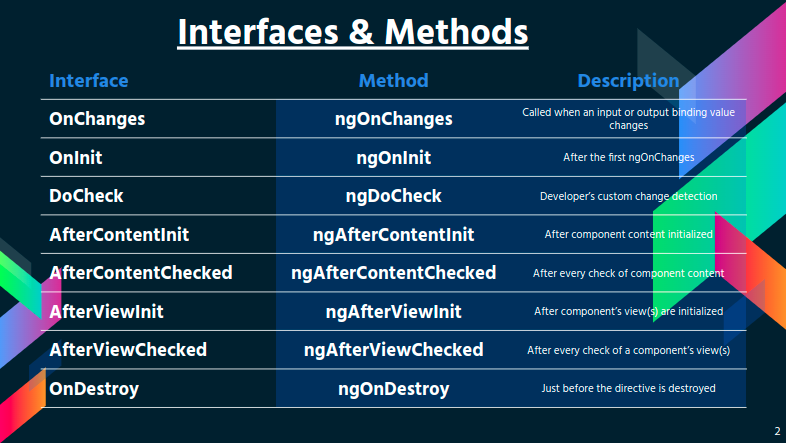 Interfaces & Methods
Interface Method Description
OnChanges ngOnChanges Called when an input or output binding value
changes
OnInit ngOnInit After the first ngOnChanges
DoCheck ngDoCheck Developer's custom change detection
AfterContentInit ngAfterContentInit After component content initialized
AfterContentChecked ngAfterContentChecked After every check of component content
AfterViewInit ngAfterViewInit After component's view(s) are initialized
AfterViewChecked ngAfterViewChecked After every check of a component's view(s)
OnDestroy ngOnDestroy Just before the directive is destroyed
2